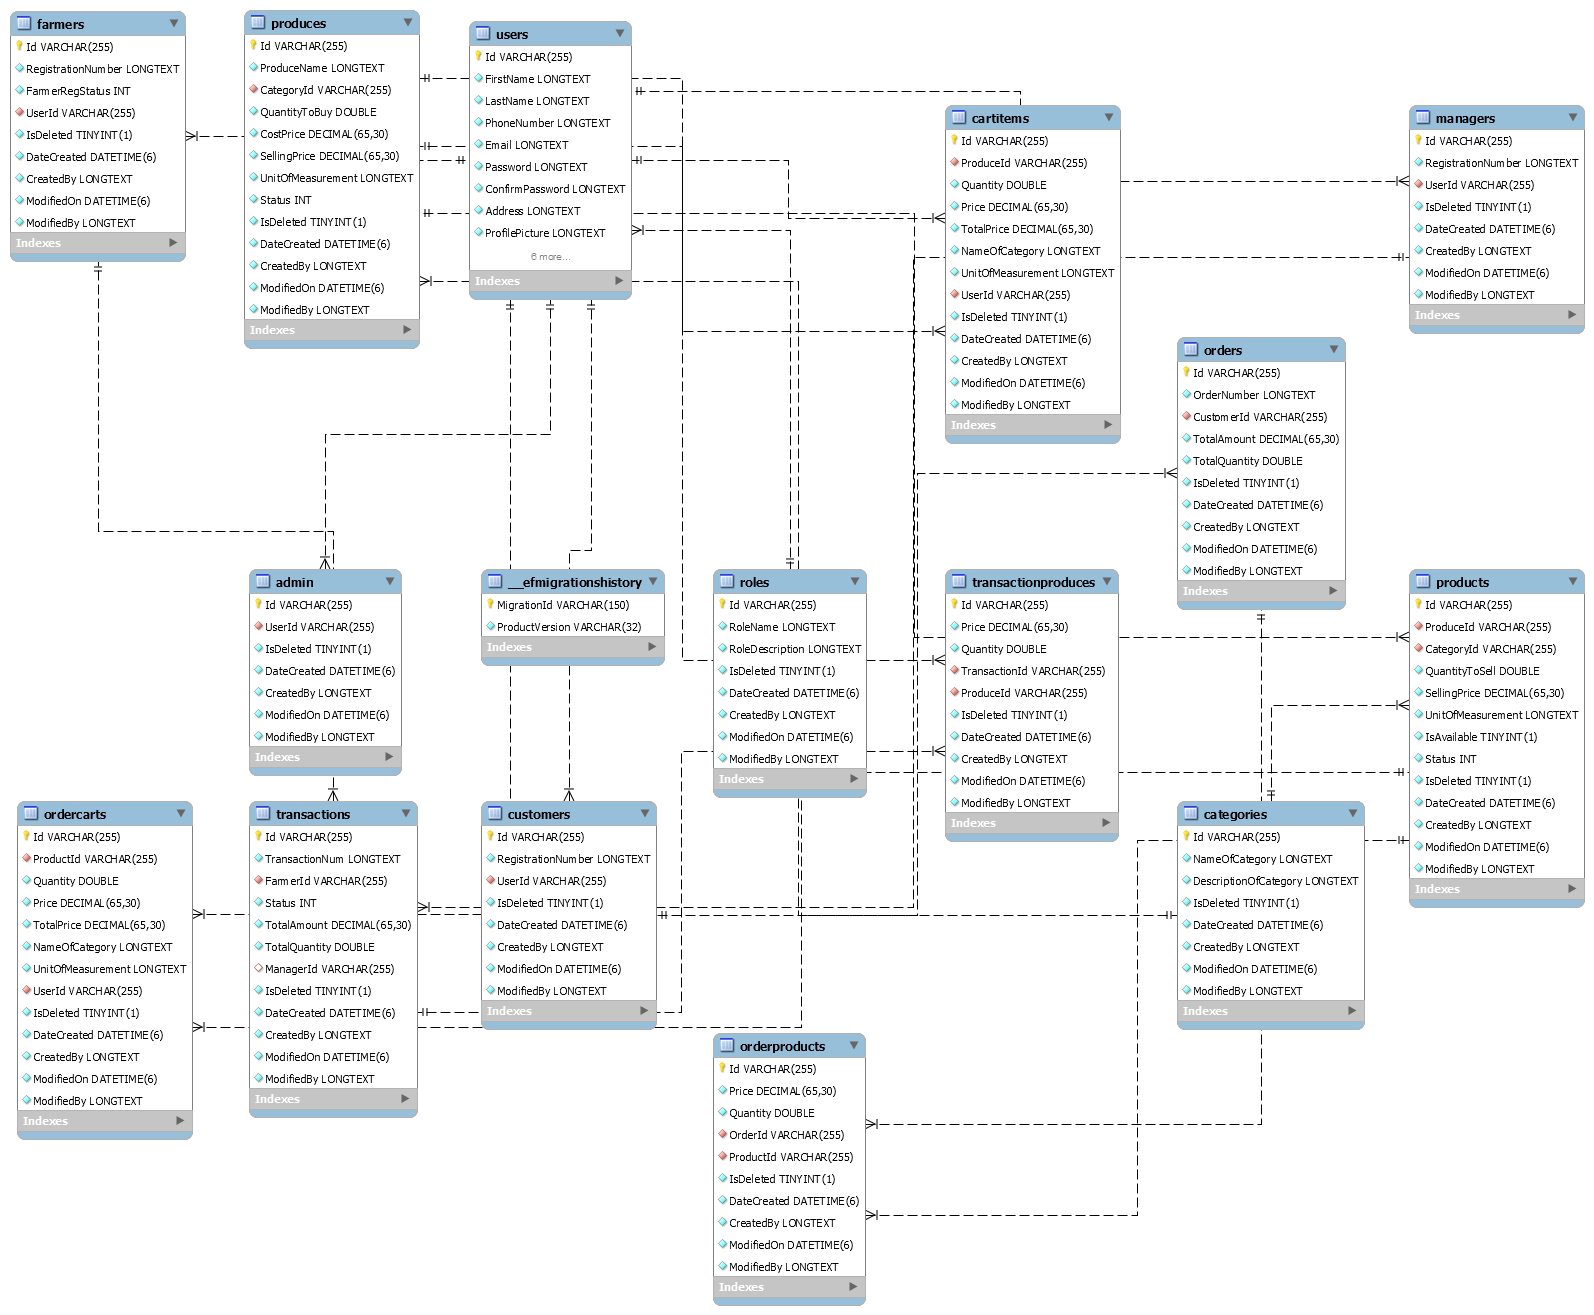 farmers
Id VARCHAR(255)
RegistrationNumber LONGTEXT
FarmerRegStatus INT
UserId VARCHAR(255)
IsDeleted TINYINT(1)
DateCreated DATETIME(6)
CreatedBy LONGTEXT
ModifiedOn DATETIME(6)
ModifiedBy LONGTEXT
Indexes
produces
Id VARCHAR(255)
ProduceName LONGTEXT
CategoryId VARCHAR(255)
QuantityToBuy DOUBLE
CostPrice DECIMAL(65,30)
SellingPrice DECIMAL(65,30)
UnitOfMeasurement LONGTEXT
Status INT
IsDeleted TINYINT(1)
DateCreated DATETIME(6)
CreatedBy LONGTEXT
ModifiedOn DATETIME(6)
ModifiedBy LONGTEXT
Indexes
users
Id VARCHAR(255)
FirstName LONGTEXT
LastName LONGTEXT
PhoneNumber LONGTEXT
Email LONGTEXT
Password LONGTEXT
ConfirmPassword LONGTEXT
Address LONGTEXT
ProfilePicture LONGTEXT
6 more...
Indexes
cartitems
Id VARCHAR(255)
ProduceId VARCHAR(255)
Quantity DOUBLE
Price DECIMAL(65,30)
TotalPrice DECIMAL(65,30)
NameOfCategory LONGTEXT
UnitOfMeasurement LONGTEXT
UserId VARCHAR(255)
IsDeleted TINYINT(1)
DateCreated DATETIME(6)
CreatedBy LONGTEXT
ModifiedOn DATETIME(6)
ModifiedBy LONGTEXT
Indexes
managers
Id VARCHAR(255)
RegistrationNumber LONGTEXT
UserId VARCHAR(255)
IsDeleted TINYINT(1)
DateCreated DATETIME(6)
CreatedBy LONGTEXT
ModifiedOn DATETIME(6)
ModifiedBy LONGTEXT
Indexes
orders
Id VARCHAR(255)
OrderNumber LONGTEXT
CustomerId VARCHAR(255)
TotalAmount DECIMAL(65,30)
TotalQuantity DOUBLE
IsDeleted TINYINT(1)
DateCreated DATETIME(6)
CreatedBy LONGTEXT
ModifiedOn DATETIME(6)
ModifiedBy LONGTEXT
Indexes
admin
Id VARCHAR(255)
UserId VARCHAR(255)
IsDeleted TINYINT(1)
DateCreated DATETIME(6)
CreatedBy LONGTEXT
ModifiedOn DATETIME(6)
ModifiedBy LONGTEXT
Indexes
__efmigrationshistory
MigrationId VARCHAR(150)
ProductVersion VARCHAR(32)
Indexes
roles
Id VARCHAR(255)
RoleName LONGTEXT
RoleDescription LONGTEXT
IsDeleted TINYINT(1)
DateCreated DATETIME(6)
CreatedBy LONGTEXT
ModifiedOn DATETIME(6)
ModifiedBy LONGTEXT
Indexes
transactionproduces
Id VARCHAR(255)
Price DECIMAL(65,30)
Quantity DOUBLE
TransactionId VARCHAR(255)
ProduceId VARCHAR(255)
IsDeleted TINYINT(1)
DateCreated DATETIME(6)
CreatedBy LONGTEXT
ModifiedOn DATETIME(6)
ModifiedBy LONGTEXT
Indexes
products
Id VARCHAR(255)
ProduceId VARCHAR(255)
CategoryId VARCHAR(255)
QuantityToSell DOUBLE
SellingPrice DECIMAL(65,30)
UnitOfMeasurement LONGTEXT
IsAvailable TINYINT(1)
Status INT
IsDeleted TINYINT(1)
DateCreated DATETIME(6)
CreatedBy LONGTEXT
ModifiedOn DATETIME(6)
ModifiedBy LONGTEXT
Indexes
ordercarts
Id VARCHAR(255)
ProductId VARCHAR(255)
Quantity DOUBLE
Price DECIMAL(65,30)
TotalPrice DECIMAL(65,30)
NameOfCategory LONGTEXT
UnitOfMeasurement LONGTEXT
UserId VARCHAR(255)
IsDeleted TINYINT(1)
DateCreated DATETIME(6)
CreatedBy LONGTEXT
ModifiedOn DATETIME(6)
ModifiedBy LONGTEXT
Indexes
transactions
Id VARCHAR(255)
TransactionNum LONGTEXT
FarmerId VARCHAR(255)
Status INT
TotalAmount DECIMAL(65,30)
TotalQuantity DOUBLE
ManagerId VARCHAR(255)
IsDeleted TINYINT(1)
DateCreated DATETIME(6)
CreatedBy LONGTEXT
ModifiedOn DATETIME(6)
ModifiedBy LONGTEXT
Indexes
customers
Id VARCHAR(255)
RegistrationNumber LONGTEXT
UserId VARCHAR(255)
IsDeleted TINYINT(1)
DateCreated DATETIME(6)
CreatedBy LONGTEXT
ModifiedOn DATETIME(6)
ModifiedBy LONGTEXT
Indexes
categories
Id VARCHAR(255)
NameOfCategory LONGTEXT
DescriptionOfCategory LONGTEXT
IsDeleted TINYINT(1)
DateCreated DATETIME(6)
CreatedBy LONGTEXT
ModifiedOn DATETIME(6)
ModifiedBy LONGTEXT
Indexes
orderproducts
Id VARCHAR(255)
Price DECIMAL(65,30)
Quantity DOUBLE
OrderId VARCHAR(255)
ProductId VARCHAR(255)
IsDeleted TINYINT(1)
DateCreated DATETIME(6)
CreatedBy LONGTEXT
ModifiedOn DATETIME(6)
ModifiedBy LONGTEXT
Indexes